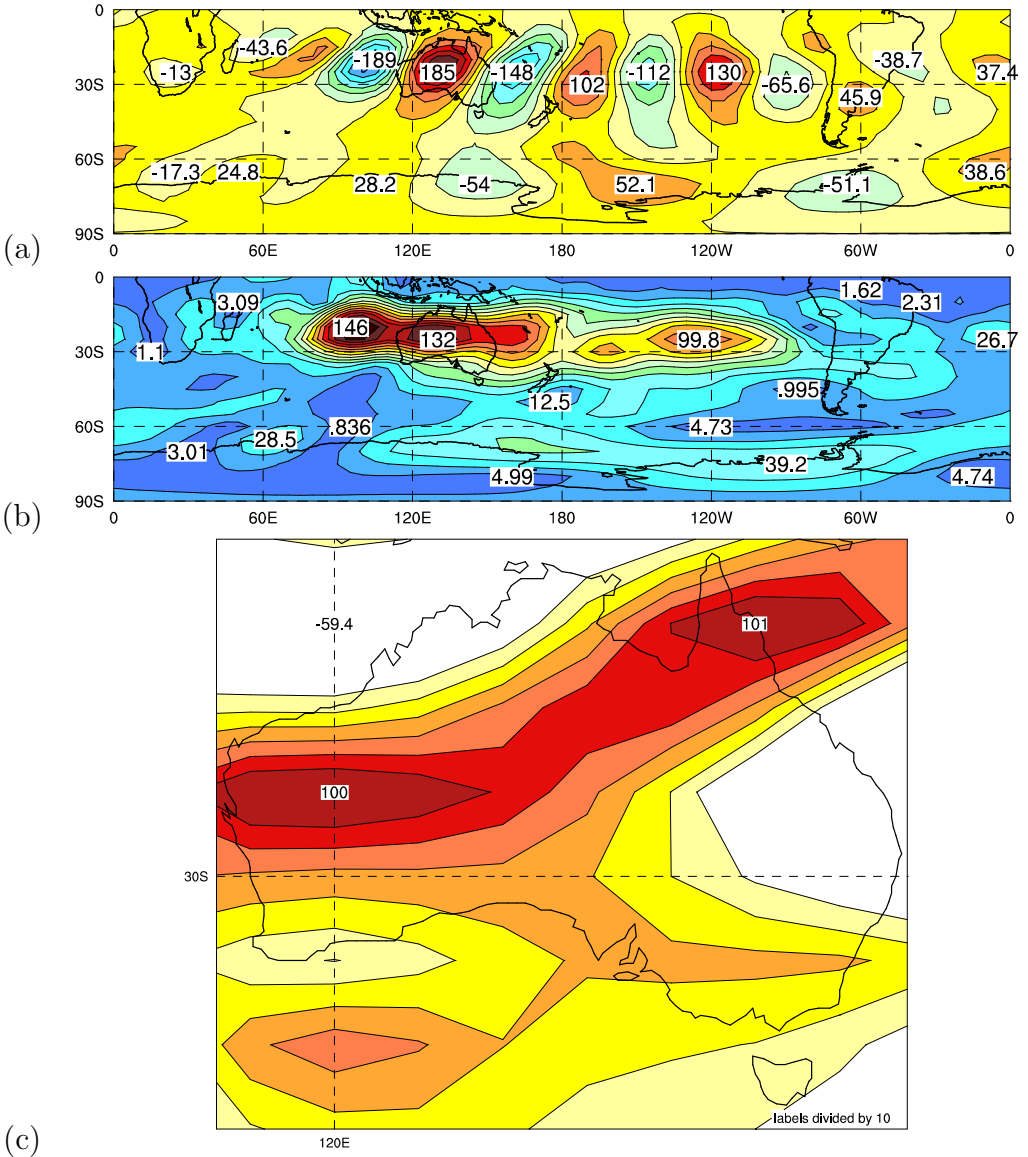 0
-43.6
-189
-148
-112
-38.7
-13
185
102
130
-65.6
45.9
37.4
30S
60S
-17.3
24.8
28.2
-54
52.1
-51.1
38.6
90S
(a)
0
60E
120E
180
120W
60W
0
0
3.09
1.62
2.31
146
132
99.8
26.7
1.1
30S
12.5
.995
60S
.836
4.73
3.01
28.5
39.2
4.99
4.74
90S
(b)
0
60E
120E
180
120W
60W
0
-59.4
101
100
30S
labels divided by 10
(c)
120E